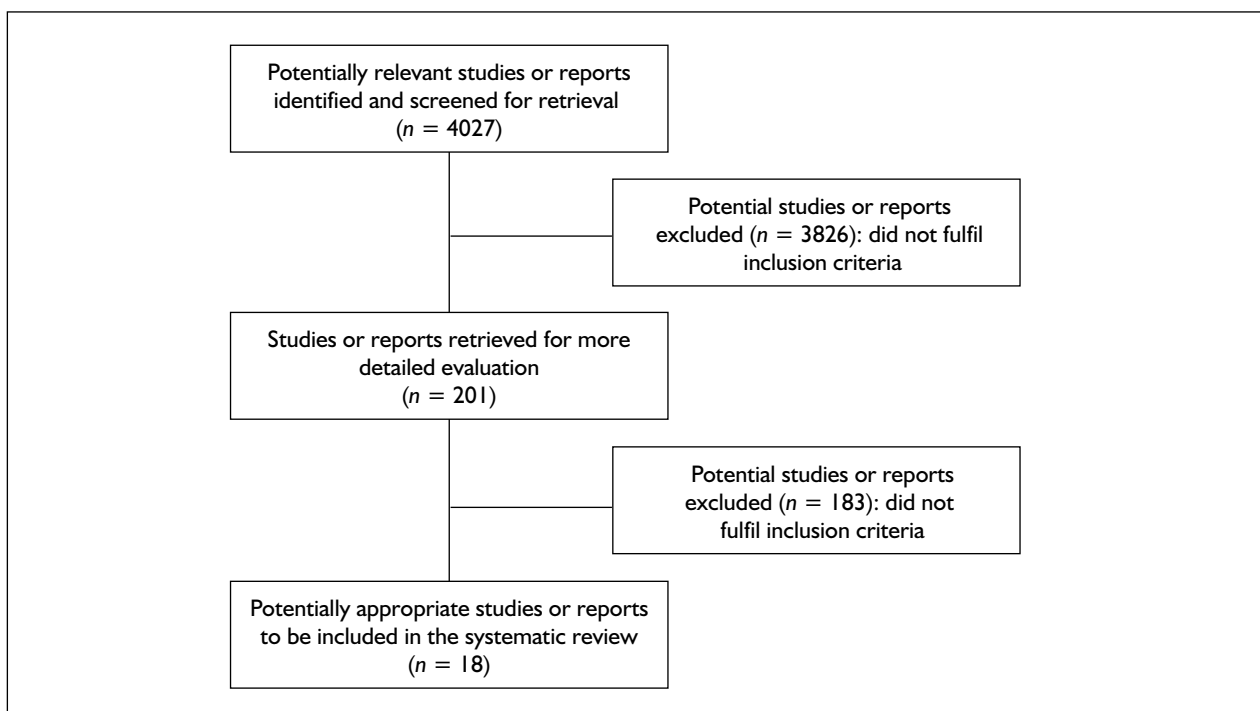 Potentially relevant studies or reports
identified and screened for retrieval
(n = 4027)
Potential studies or reports
excluded (n = 3826): did not fulfil
inclusion criteria
Studies or reports retrieved for more
detailed evaluation
(n = 201)
Potential studies or reports
excluded (n = 183): did not
fulfil inclusion criteria
Potentially appropriate studies or reports
to be included in the systematic review
(n = 18)